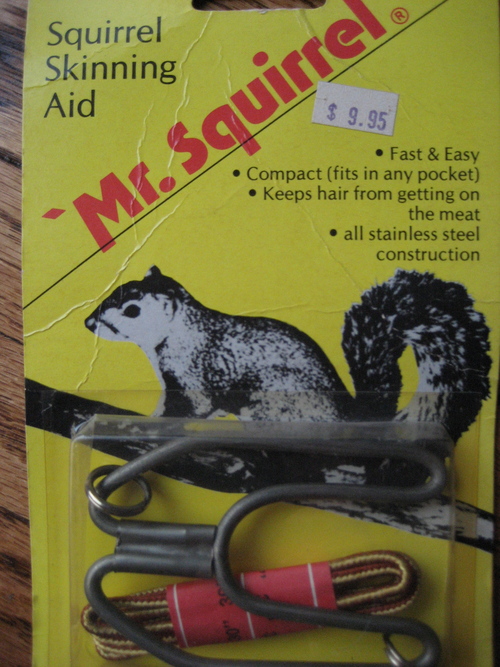 Squirrel
Skinning
Aid
Mr. Squirrel®
$ 9.95
• Fast & Easy
• Compact (fits in any pocket)
• Keeps hair from getting on
the meat
• all stainless steel
construction